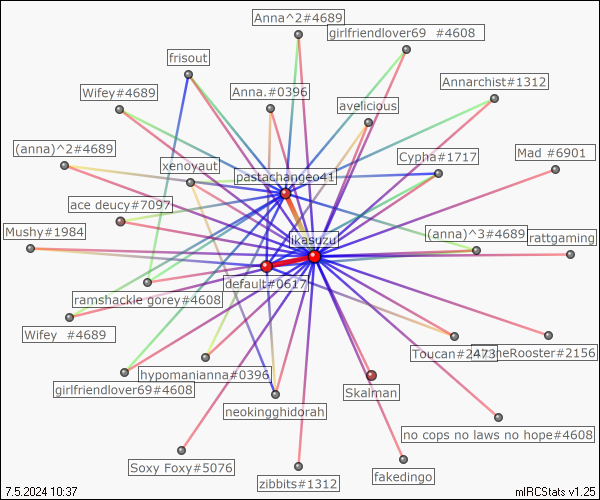 Anna^2#4689
girlfriendlover69 #4608
frisout
Annarchist#1312
Wifey#4689
Anna.#0396
avelicious
(anna)^2#4689
xenoyaut
Cypha#1717
Mad #6901
pastachangeo41
ace deucy#7097
Mushy#1984
ikasuzu
(anna)^3#4689
rattgaming
default#0617
ramshackle gorey#4608
Wifey #4689
Toucan#2473
heRooster#2156
hypomanianna#0396
girlfriendlover69#4608
Skalman
neokingghidorah
no cops no laws no hope#4608
Soxy Foxy#5076
zibbits#1312
fakedingo
7.5.2024 10:37
mIRCStats v1.25